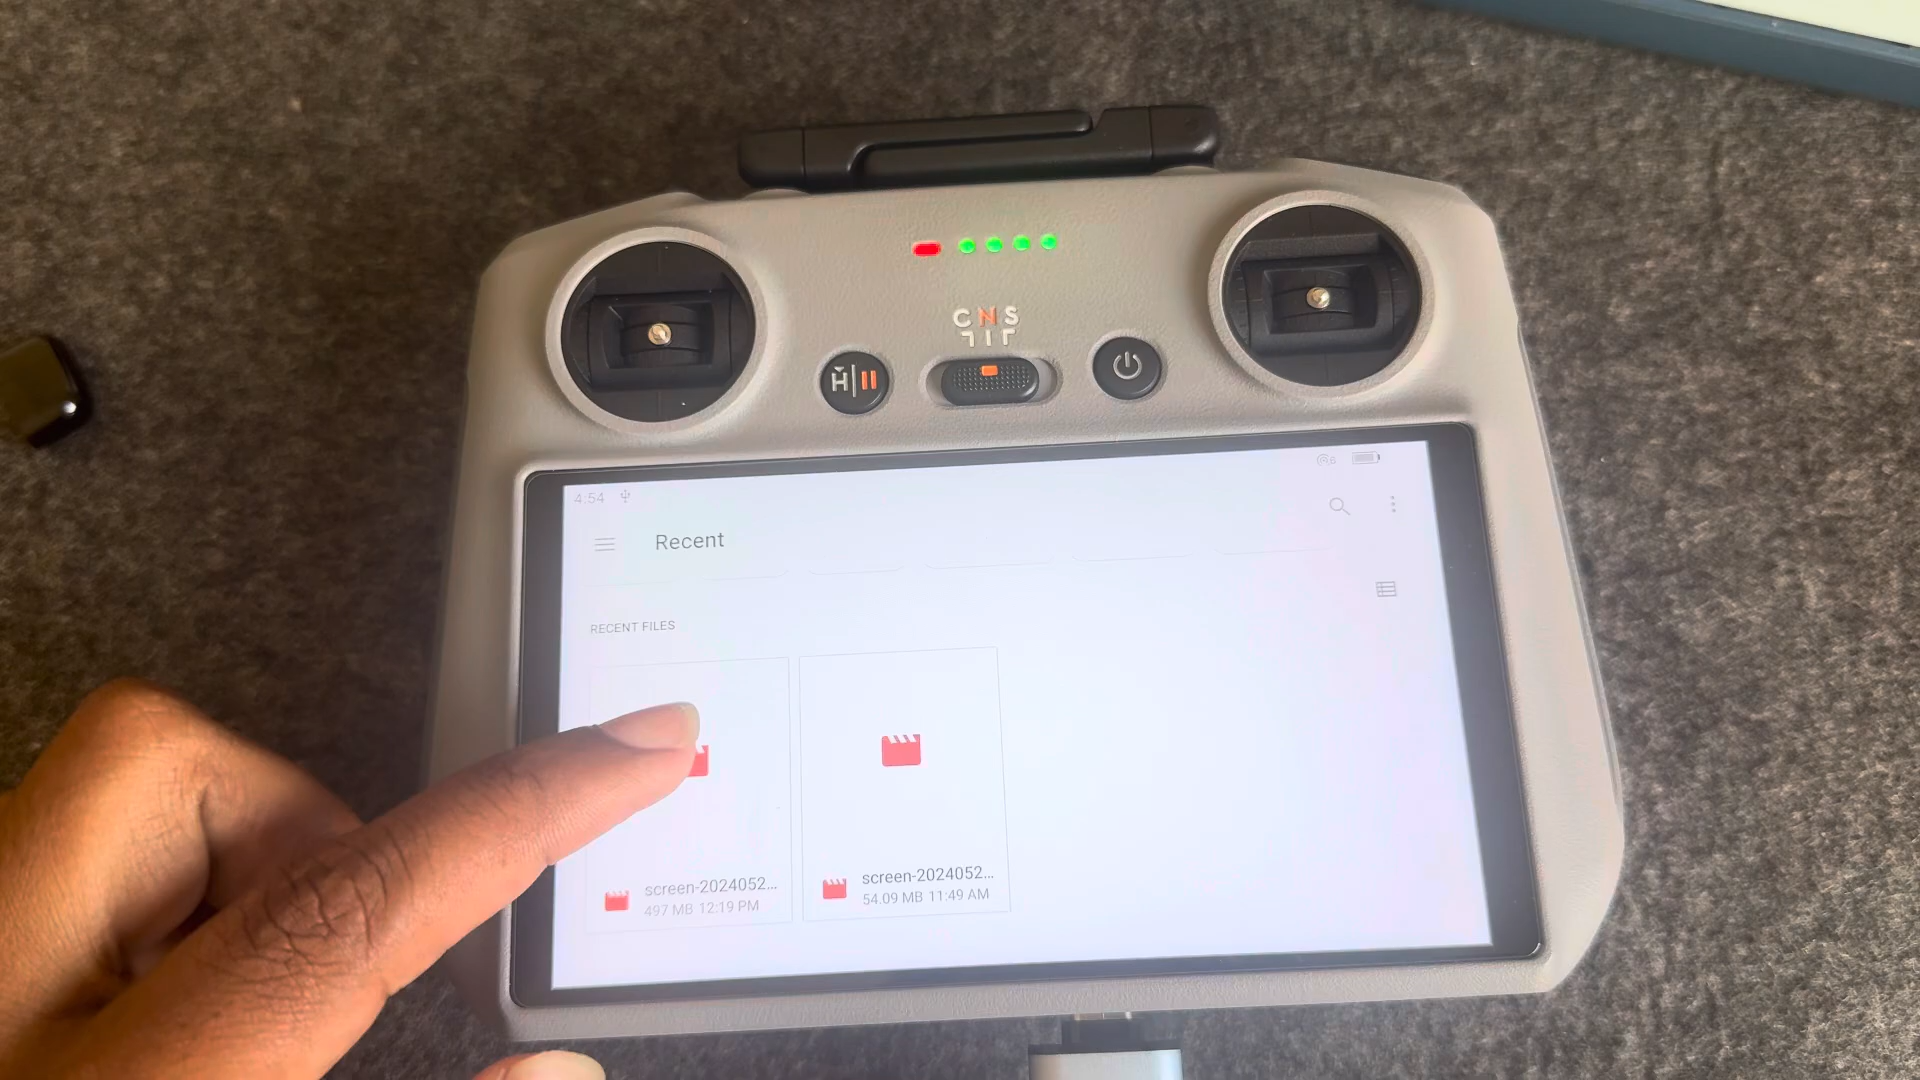 C N S
H
4:54
6
Recent
RECENT FILES
screen-2024052...
497 MB 12:19 PM
screen-2024052...
54.09 MB 11:49 AM